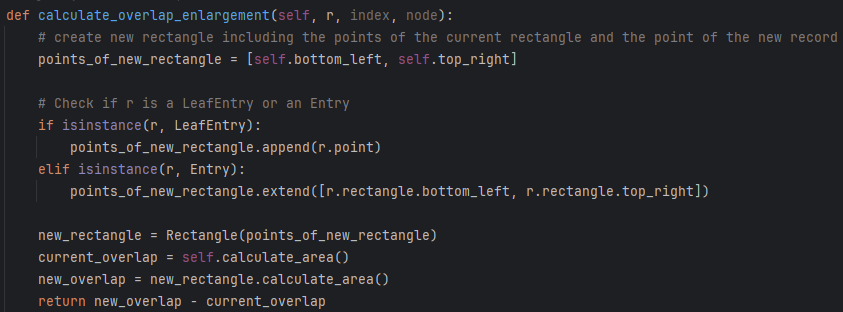 def calculate_overlap_enlargement(self, r, index, node):
    # create new rectangle including the points of the current rectangle and the point of the new record
    points_of_new_rectangle = [self.bottom_left, self.top_right]

    # Check if r is a LeafEntry or an Entry
    if isinstance(r, LeafEntry):
        points_of_new_rectangle.append(r.point)
    elif isinstance(r, Entry):
        points_of_new_rectangle.extend([r.rectangle.bottom_left, r.rectangle.top_right])

    new_rectangle = Rectangle(points_of_new_rectangle)
    current_overlap = self.calculate_area()
    new_overlap = new_rectangle.calculate_area()
    return new_overlap - current_overlap